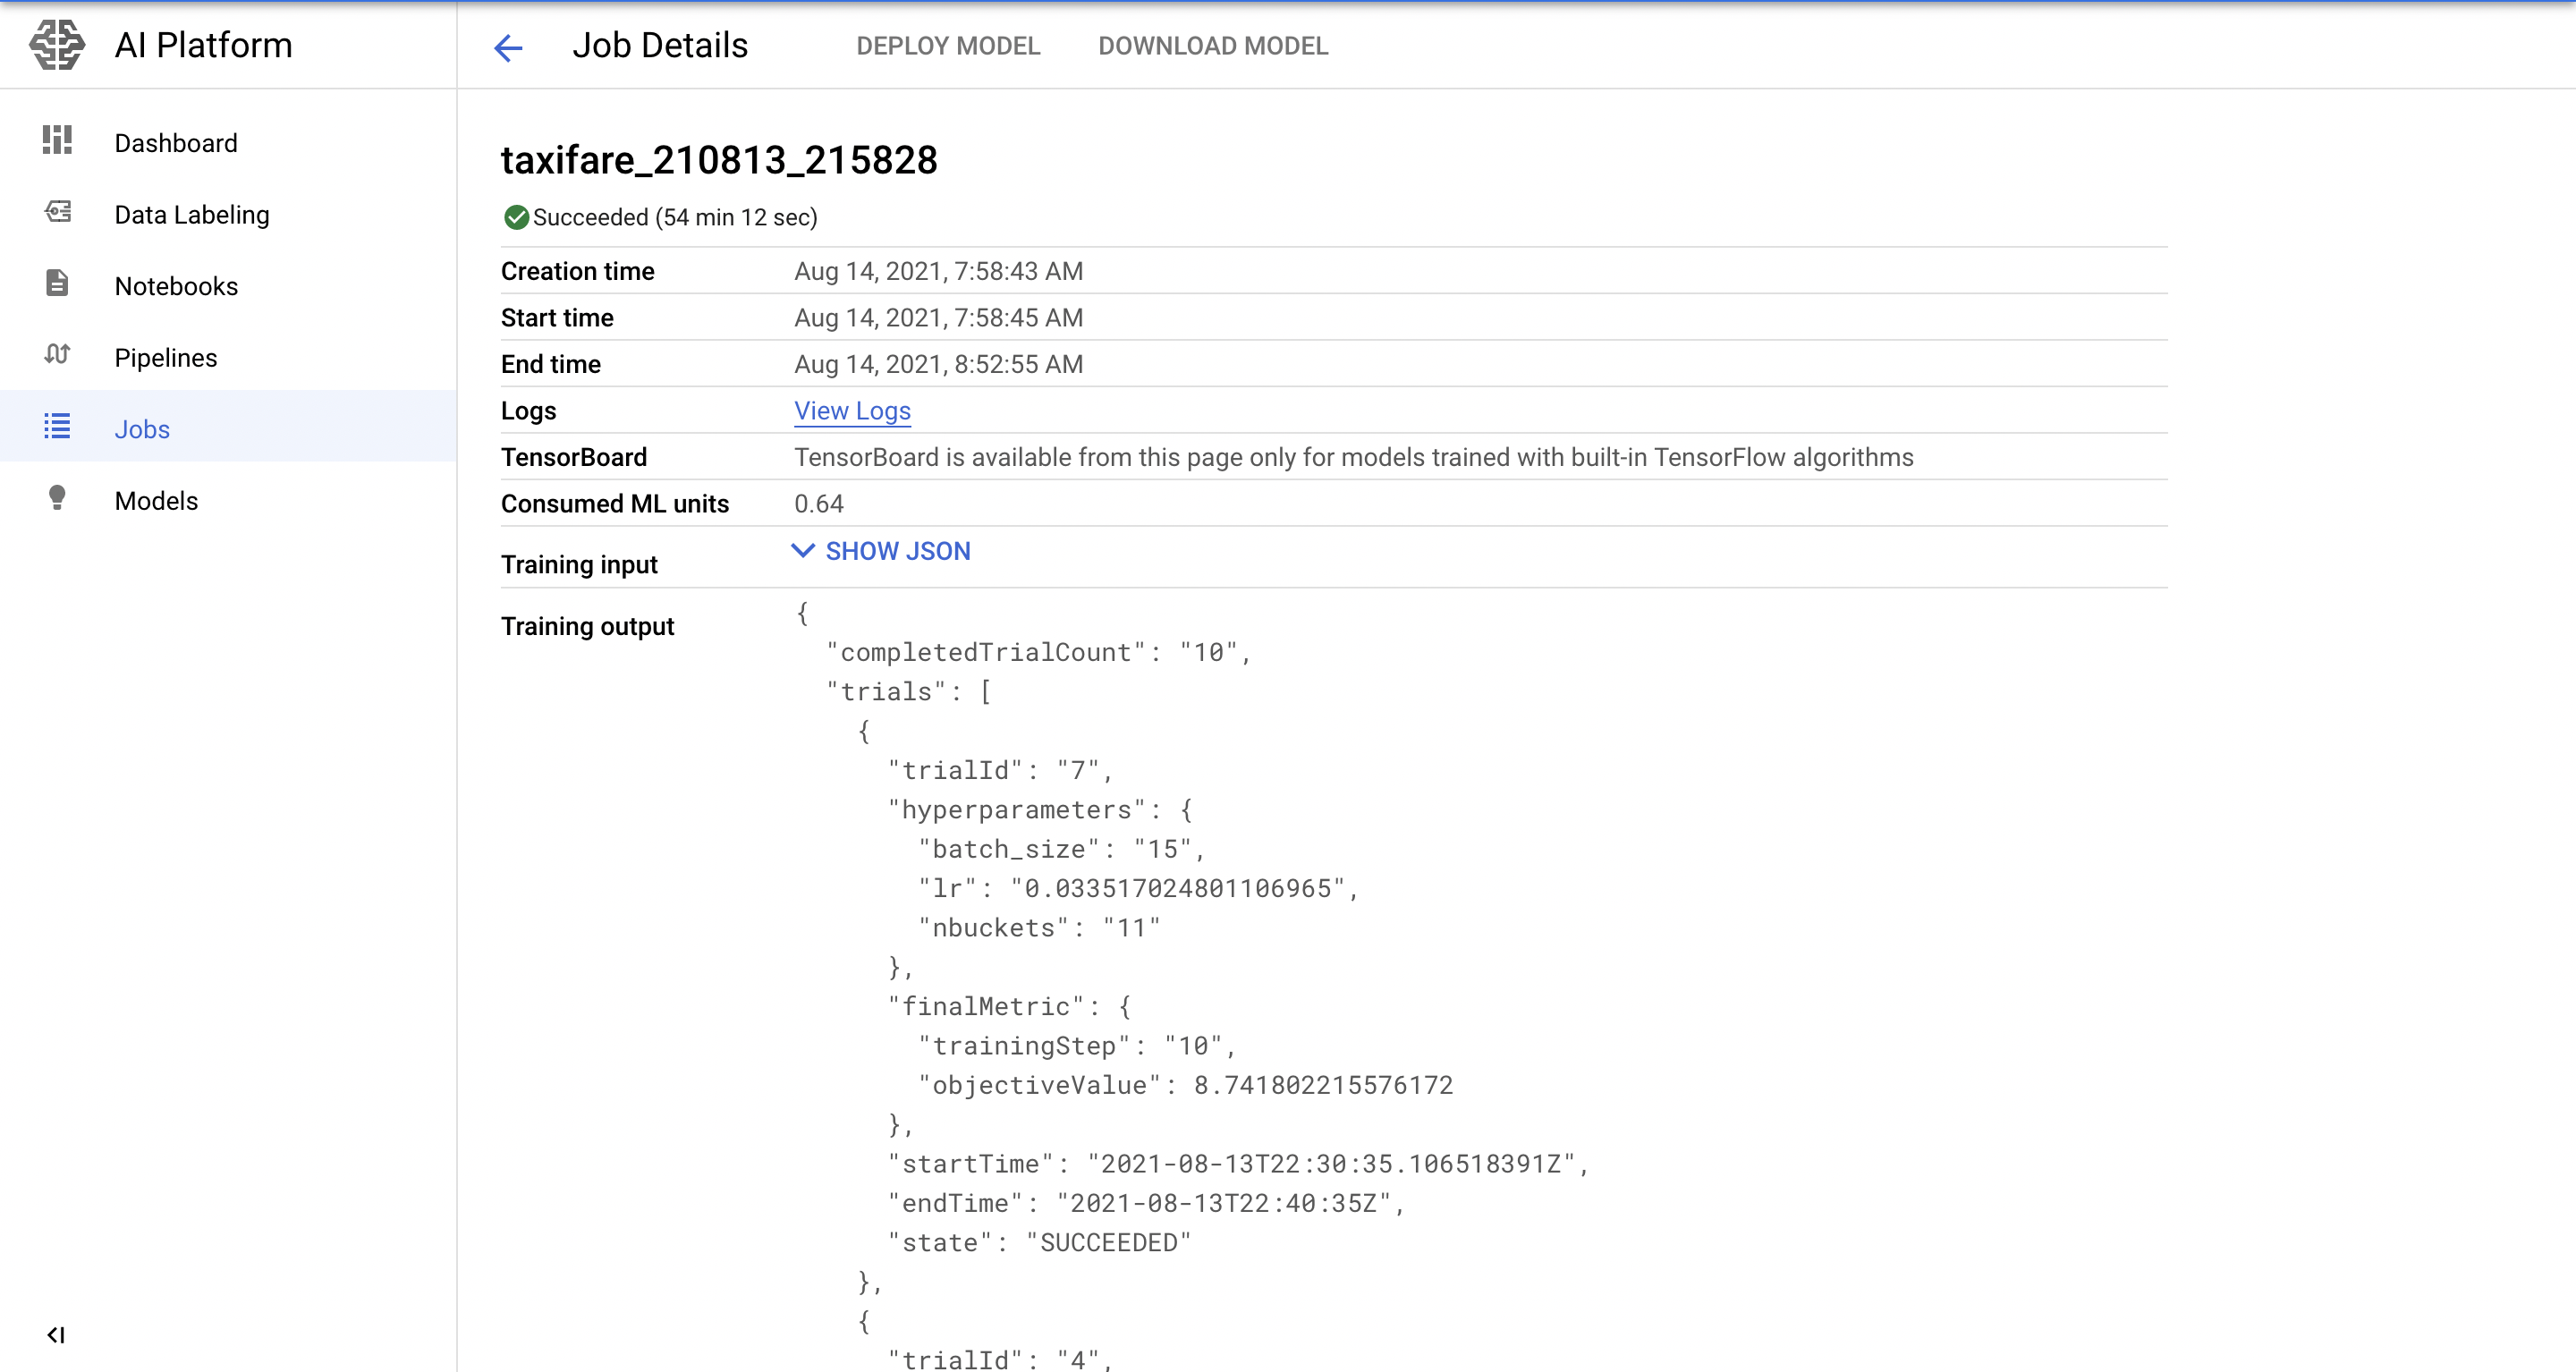 AI Platform
Job Details
DEPLOY MODEL
DOWNLOAD MODEL
Dashboard
Data Labeling
Notebooks
Pipelines
Jobs
Models
taxifare_210813_215828
Succeeded (54 min 12 sec)
Creation time Aug 14, 2021, 7:58:43 AM
Start time Aug 14, 2021, 7:58:45 AM
End time Aug 14, 2021, 8:52:55 AM
Logs View Logs
TensorBoard TensorBoard is available from this page only for models trained with built-in TensorFlow algorithms
Consumed ML units 0.64
Training input SHOW JSON
Training output {
"completedTrialCount": "10",
"trials": [
{
"trialId": "7",
"hyperparameters": {
"batch_size": "15",
"lr": "0.033517024801106965",
"nbuckets": "11"
},
"finalMetric": {
"trainingStep": "10",
"objectiveValue": 8.741802215576172
},
"startTime": "2021-08-13T22:30:35.106518391Z",
"endTime": "2021-08-13T22:40:35Z",
"state": "SUCCEEDED"
},
{
"trialId": "4",